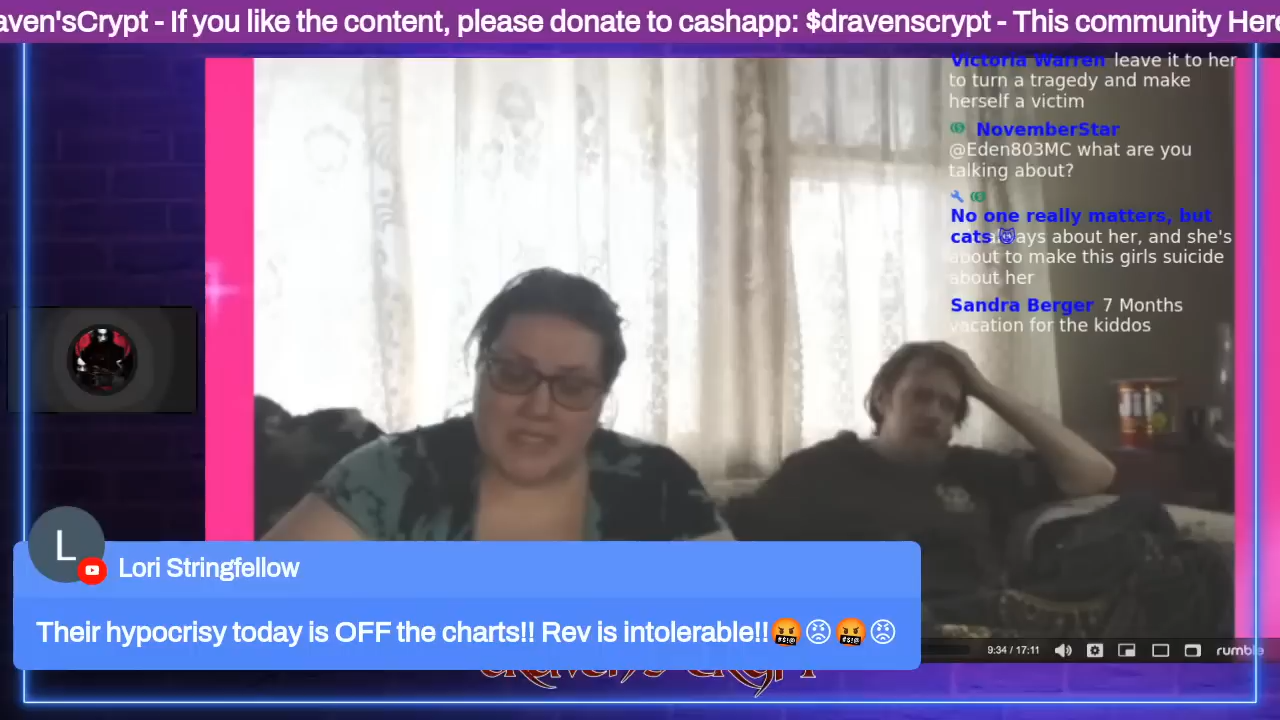 aven'sCrypt - If you like the content, please donate to cashapp: $dravenscrypt - This community Here
Victoria Warren leave it to her
to turn a tragedy and make
herself a victim
NovemberStar
@Eden803MC what are you
talking about?
No one really matters, but
cats ays about her, and she's
about to make this girls suicide
about her
Sandra Berger 7 Months
vacation for the kiddos
L
Lori Stringfellow
Their hypocrisy today is OFF the charts!! Rev is intolerable!!🤬😡🤬😡
9:34 / 17:11
rumble